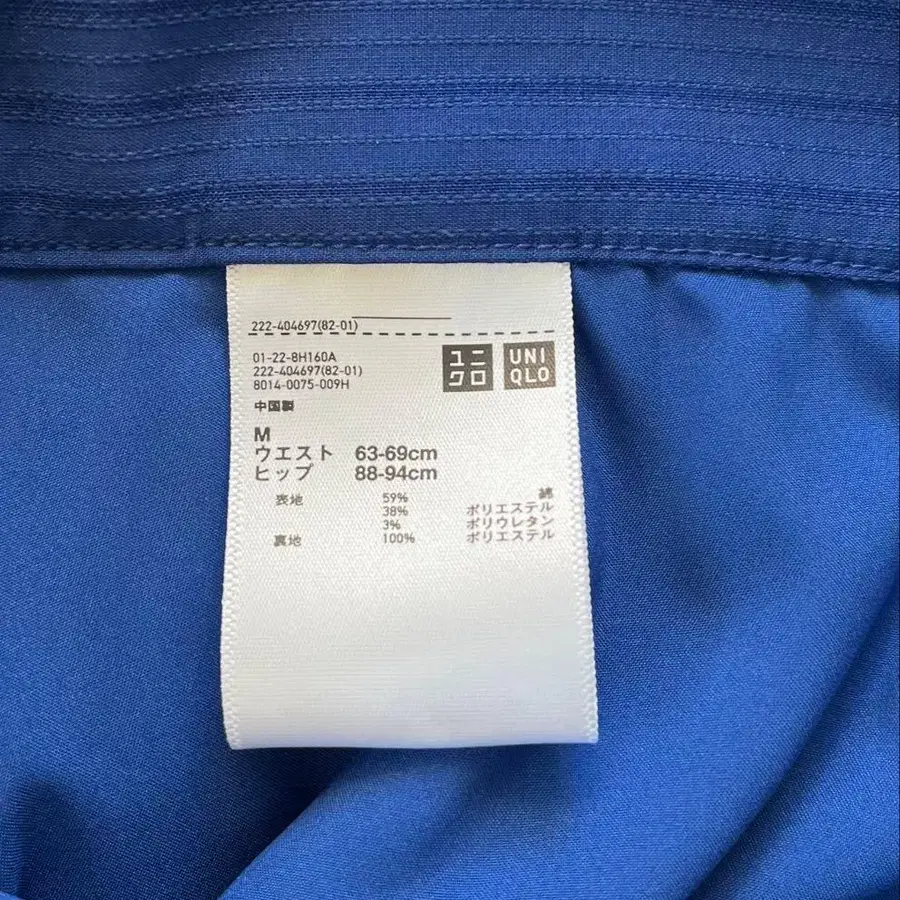 222-404697(82-01)
01-22-8H160A
222-404697(82-01)
8014-0075-009H
中国製
ユニ
クロ
UNI
QLO
M
ウエスト 63-69cm
ヒップ 88-94cm
表地 59% 綿
38% ポリエステル
3% ポリウレタン
裏地 100% ポリエステル